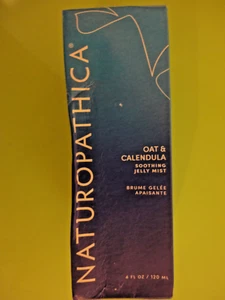 NATUROPATHICA®
OAT &
CALENDULA
SOOTHING
JELLY MIST
BRUME GELÉE
APAISANTE
4 FL OZ / 120 ML